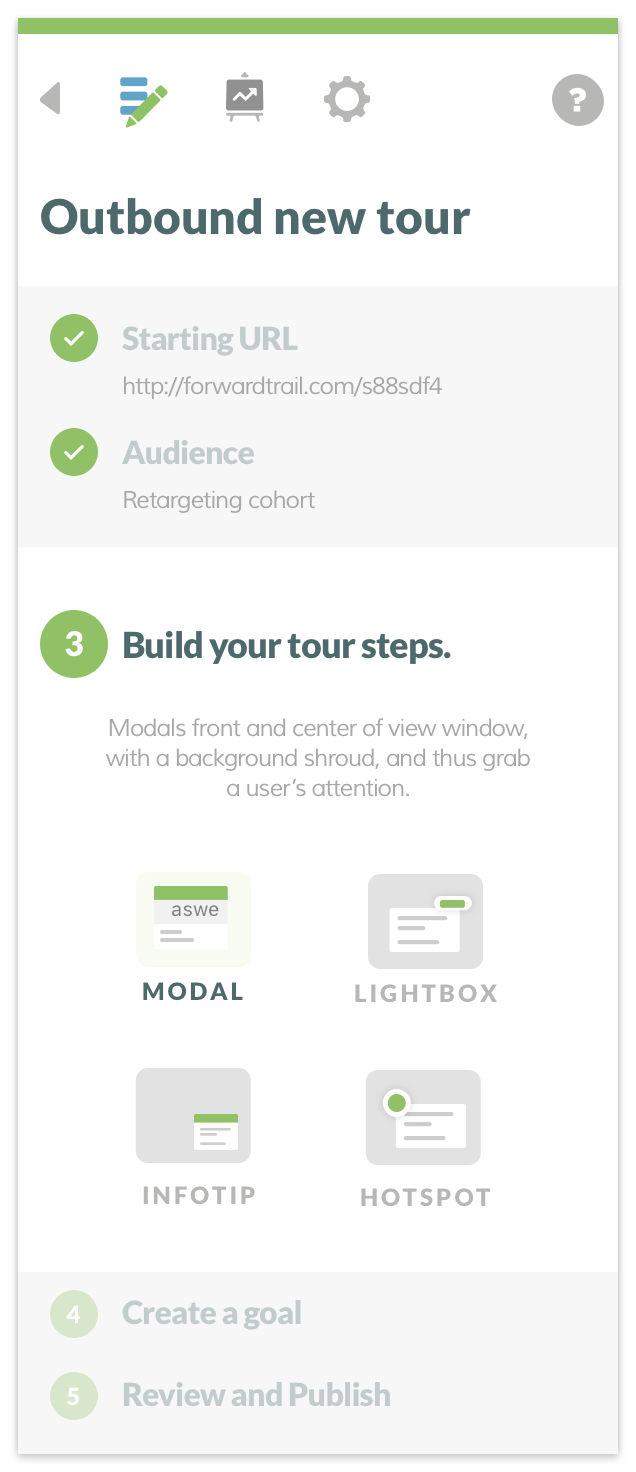 ?
Outbound new tour
Starting URL
http://forwardtrail.com/s88sdf4
Audience
Retargeting cohort
3 Build your tour steps.
Modals front and center of view window,
with a background shroud, and thus grab
a user's attention.
aswe
MODAL LIGHTBOX
INFOTIP HOTSPOT
4 Create a goal
5 Review and Publish